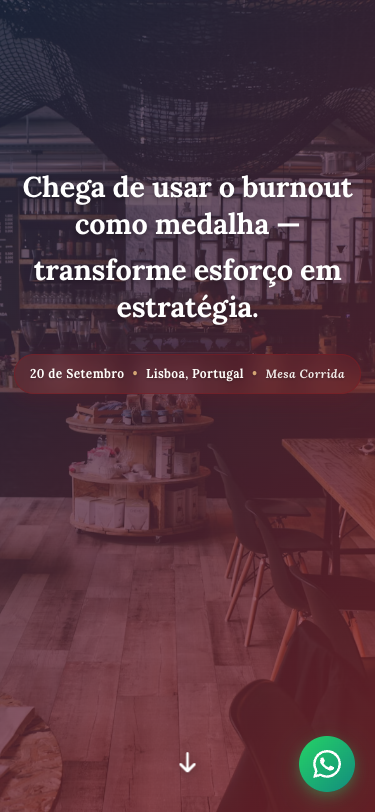 Chega de usar o burnout
como medalha —
transforme esforço em
estratégia.
20 de Setembro • Lisboa, Portugal • Mesa Corrida